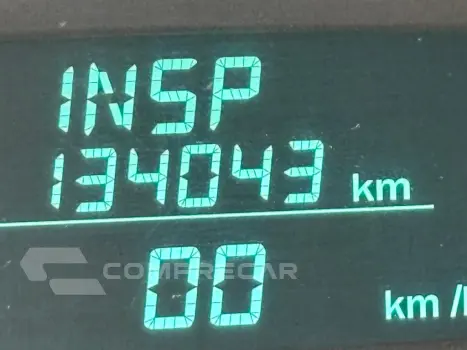 INSP
134043 km
COMPRECAR
00 km/